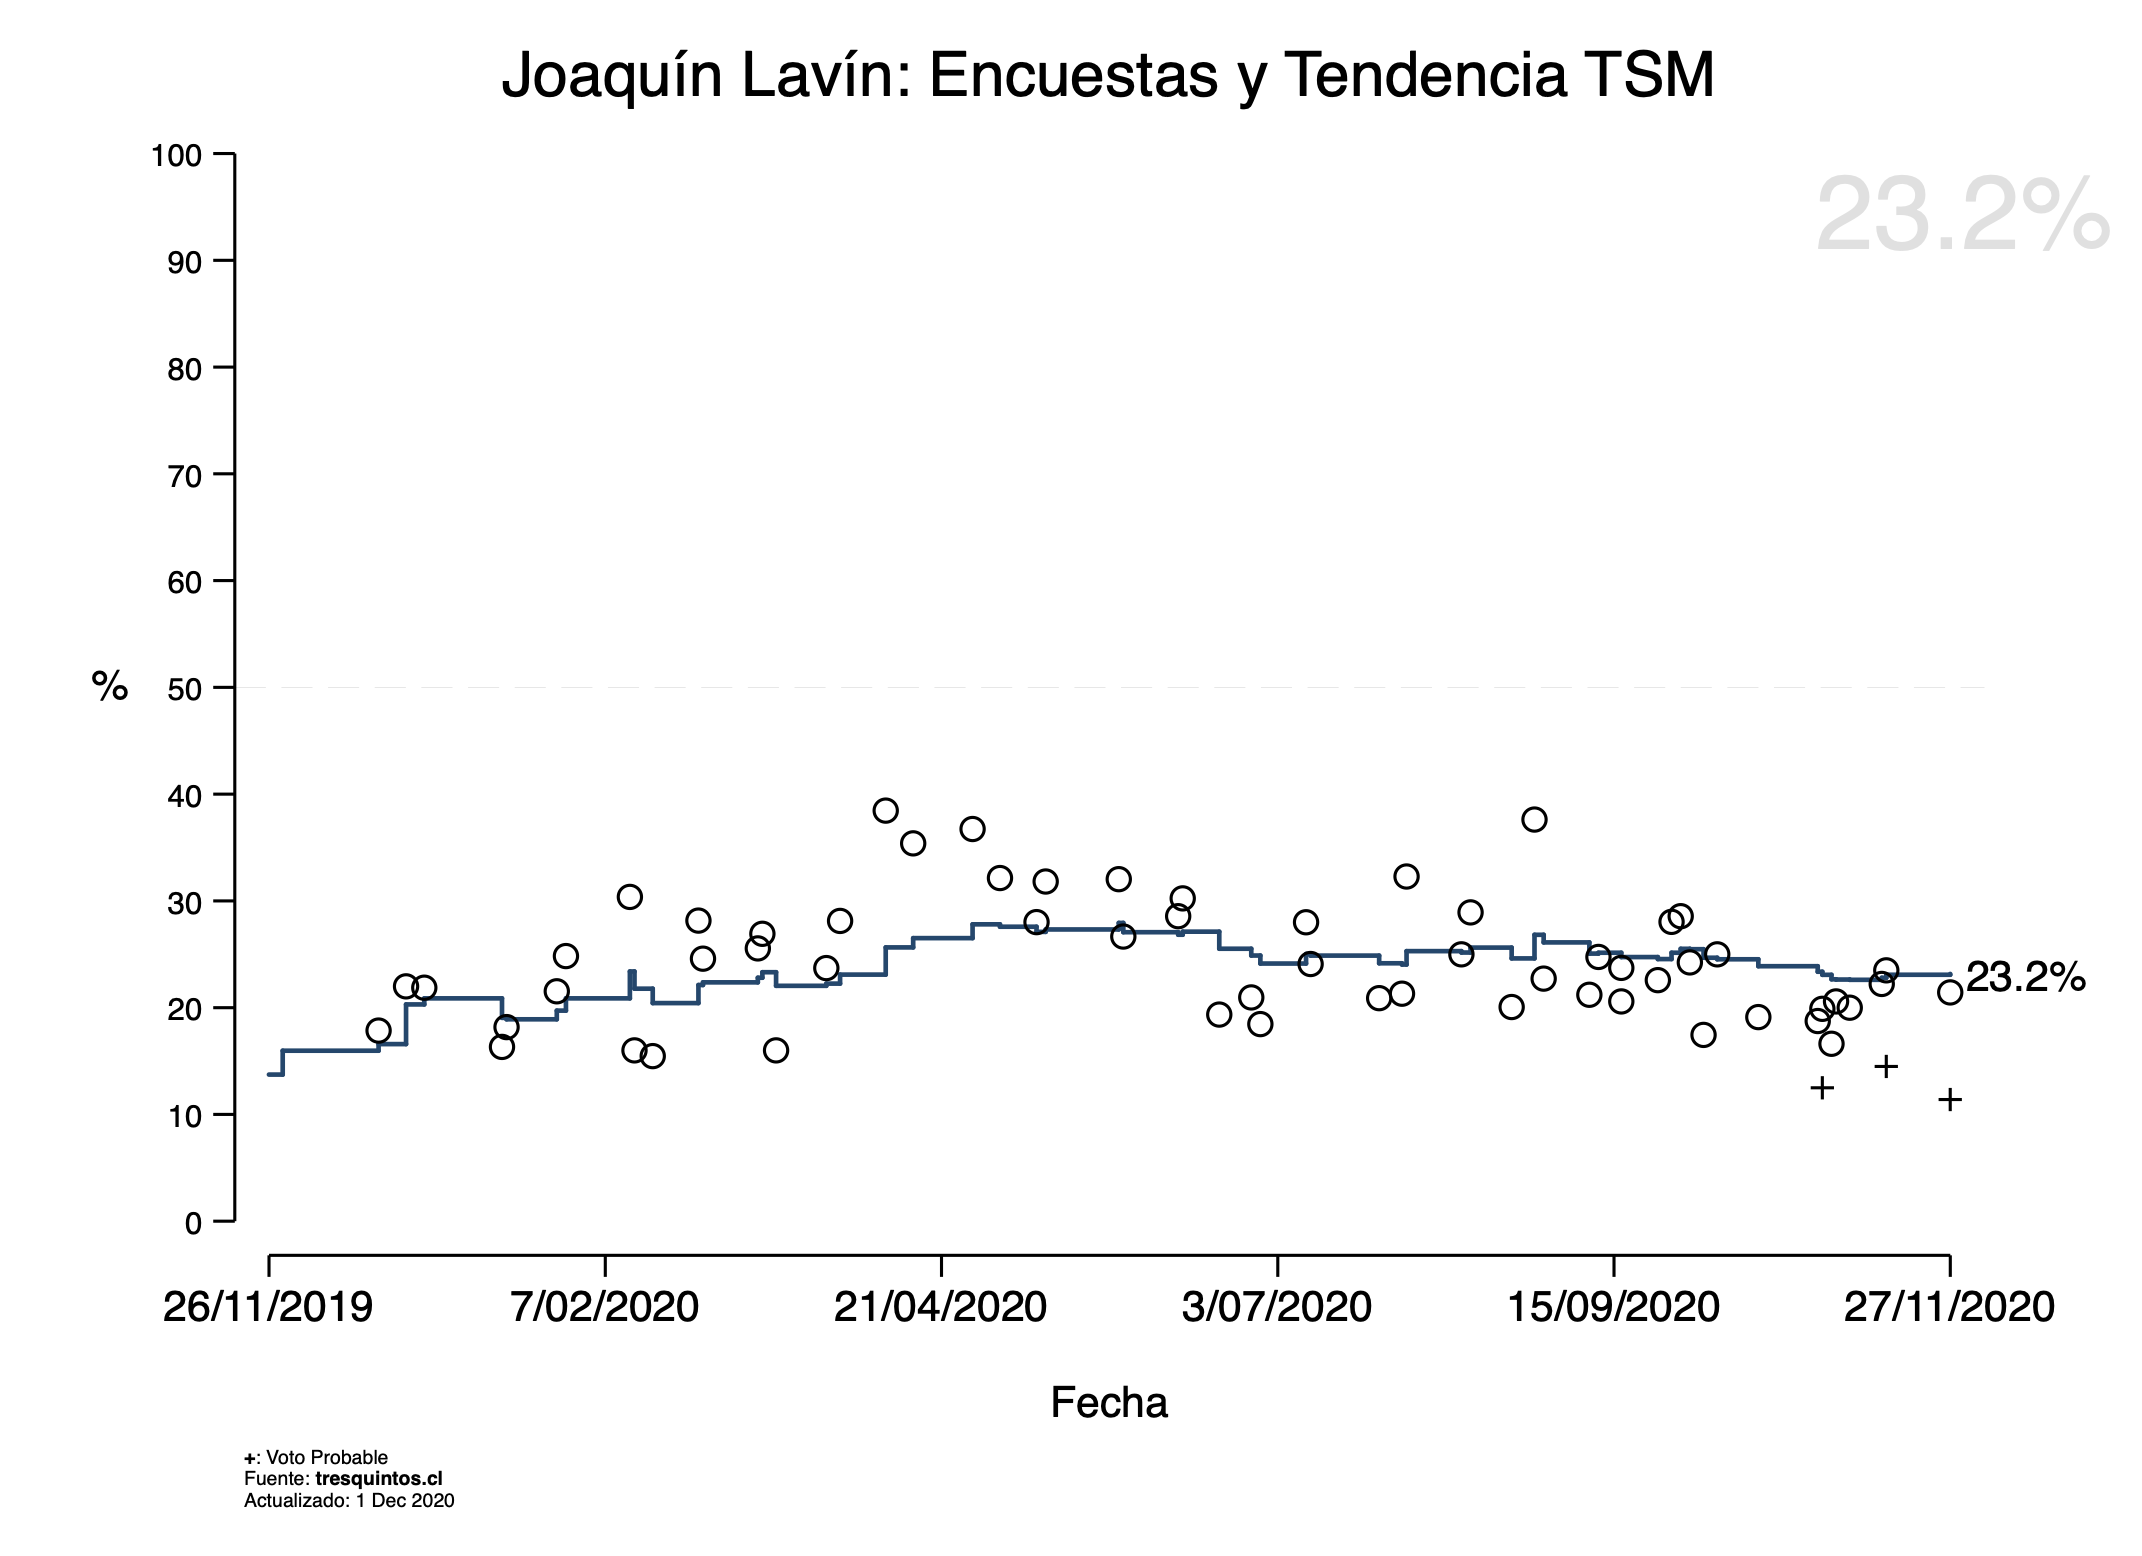 Joaquín Lavín: Encuestas y Tendencia TSM
100
23.2%
90
80
70
60
% 50
40
30
23.2%
20
10
0
26/11/2019 7/02/2020 21/04/2020 3/07/2020 15/09/2020 27/11/2020
Fecha
+: Voto Probable
Fuente: tresquintos.cl
Actualizado: 1 Dec 2020